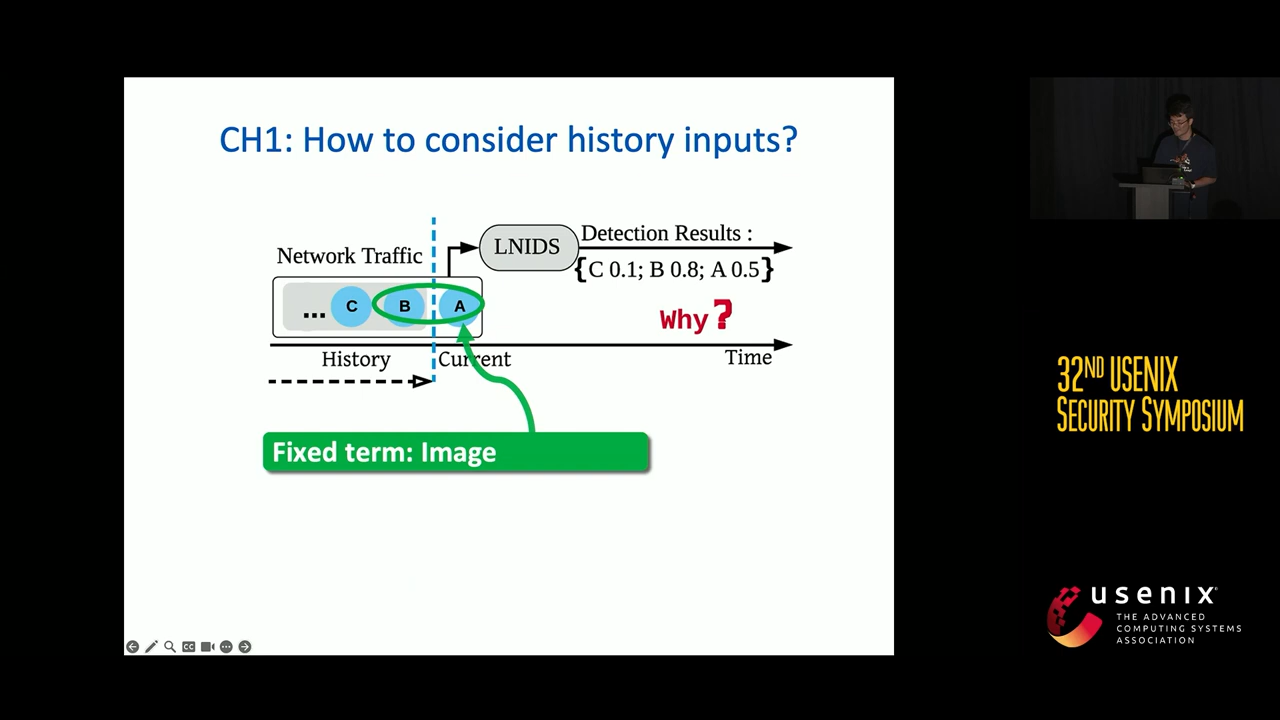 CH1: How to consider history inputs?
Network Traffic
LNIDS
Detection Results :
{C 0.1; B 0.8; A 0.5}
... C B A
Why?
History
Current
Time
Fixed term: Image
CC
32ND USENIX
SECURITY SYMPOSIUM
usenix
THE ADVANCED
COMPUTING SYSTEMS
ASSOCIATION